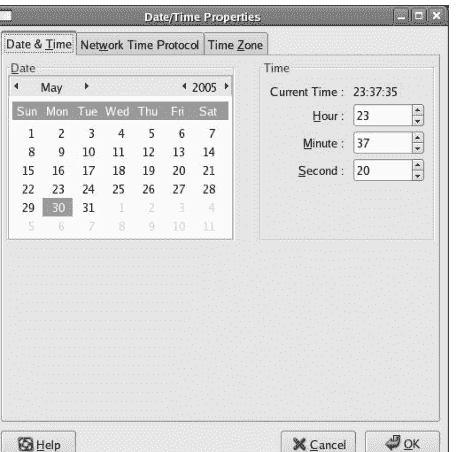 Date/Time Properties
Date & Time Network Time Protocol Time Zone
Date
May 2005
Sun Mon Tue Wed Thu Fri Sat
1 2 3 4 5 6 7
8 9 10 11 12 13 14
15 16 17 18 19 20 21
22 23 24 25 26 27 28
29 30 31 1 2 3 4
5 6 7 8 9 10 11
Time
Current Time : 23:37:35
Hour : 23
Minute : 37
Second : 20
Help Cancel OK